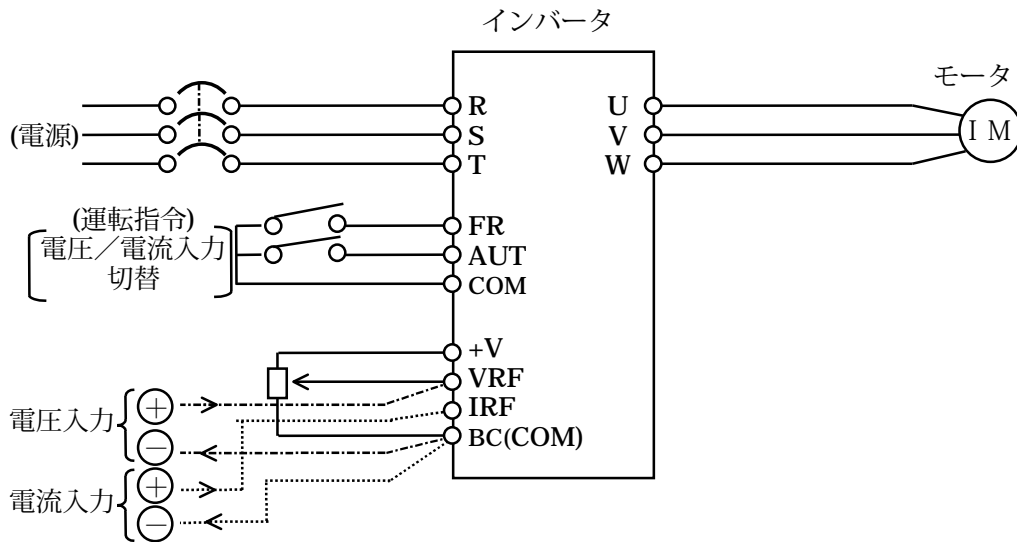 インバータ
モータ
(電源)
R
S
T
U
V
W
I M
(運転指令)
電圧／電流入力
切替
FR
AUT
COM
+V
VRF
IRF
BC(COM)
電圧入力
+
−
電流入力
+
−